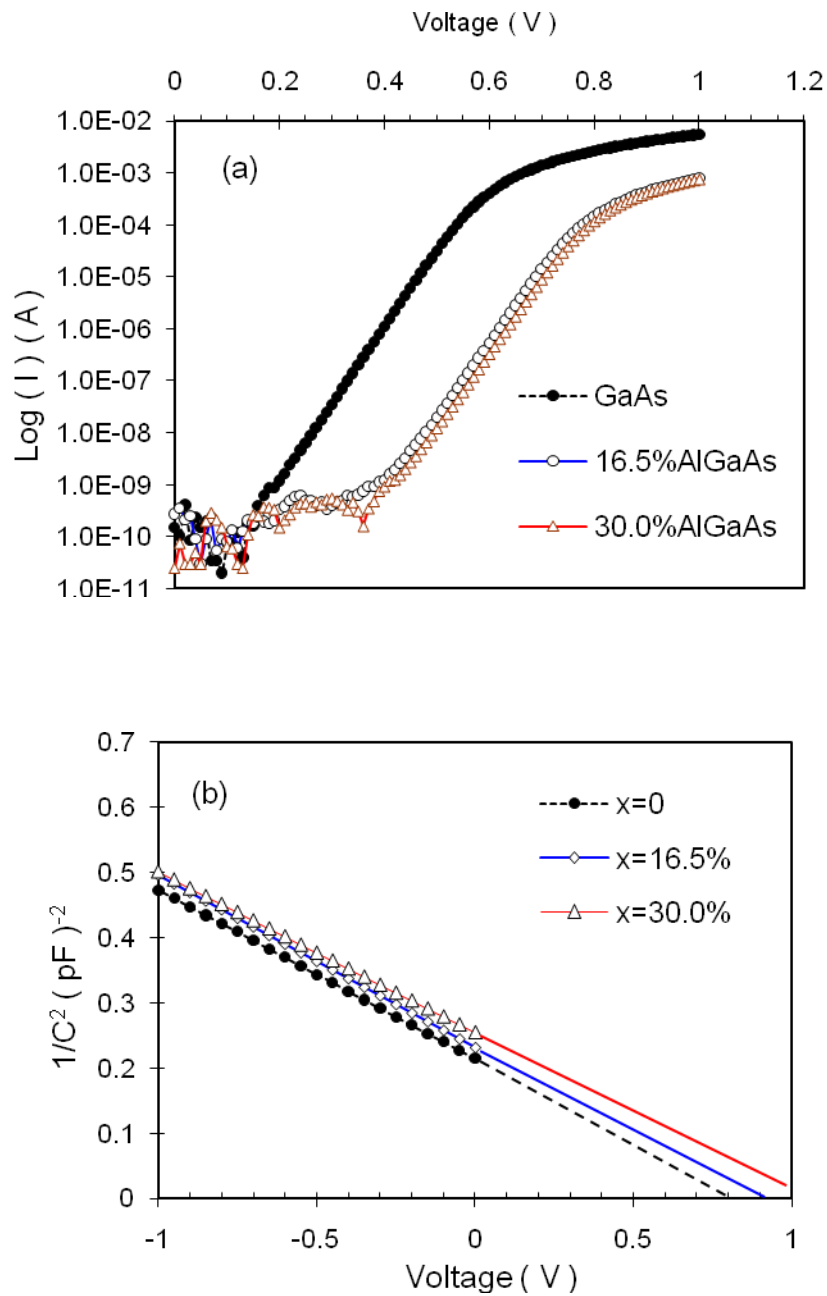 Voltage ( V )
0 0.2 0.4 0.6 0.8 1 1.2
1.0E-02
1.0E-03
1.0E-04
1.0E-05
1.0E-06
1.0E-07
1.0E-08
1.0E-09
1.0E-10
1.0E-11
Log ( I ) ( A )
(a)
GaAs
16.5%AlGaAs
30.0%AlGaAs
0.7
0.6
0.5
0.4
0.3
0.2
0.1
0
1/C² ( pF )⁻²
(b)
x=0
x=16.5%
x=30.0%
-1 -0.5 0 0.5 1
Voltage ( V )